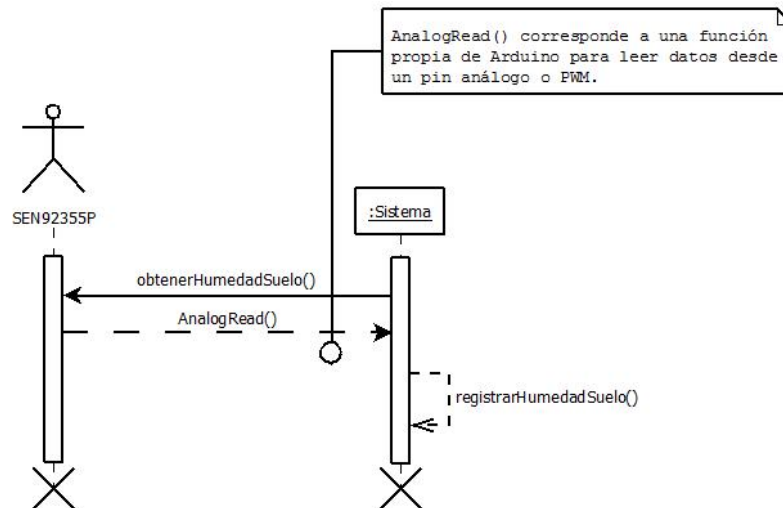 AnalogRead() corresponde a una función
propia de Arduino para leer datos desde
un pin análogo o PWM.
SEN92355P
:Sistema
obtenerHumedadSuelo()
AnalogRead()
registrarHumedadSuelo()